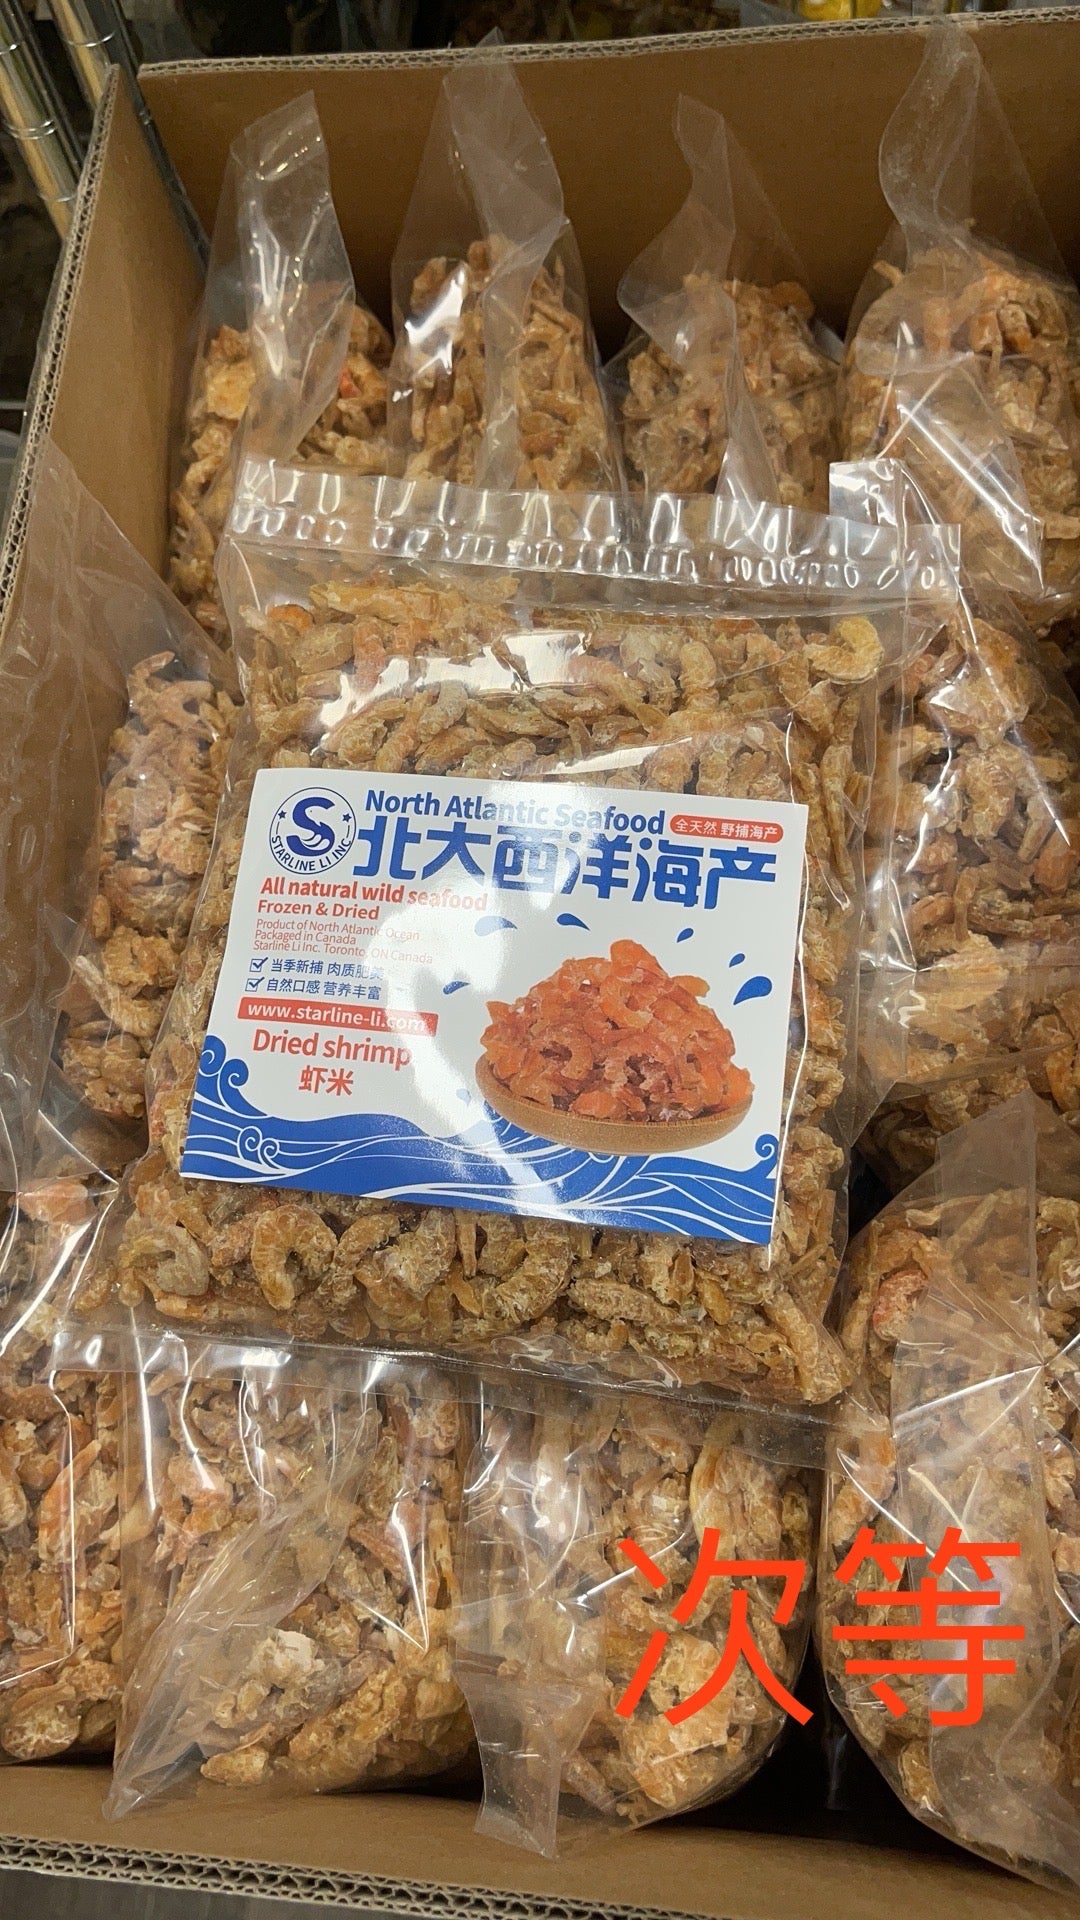 S
STARLINE LI INC
North Atlantic Seafood
全天然 野捕海产
北大西洋海产
All natural wild seafood
Frozen & Dried
Product of North Atlantic Ocean
Packaged in Canada
Starline Li Inc. Toronto, ON Canada
当季新捕 肉质肥美
自然口感 营养丰富
www.starline-li.com
Dried shrimp
虾米
次等